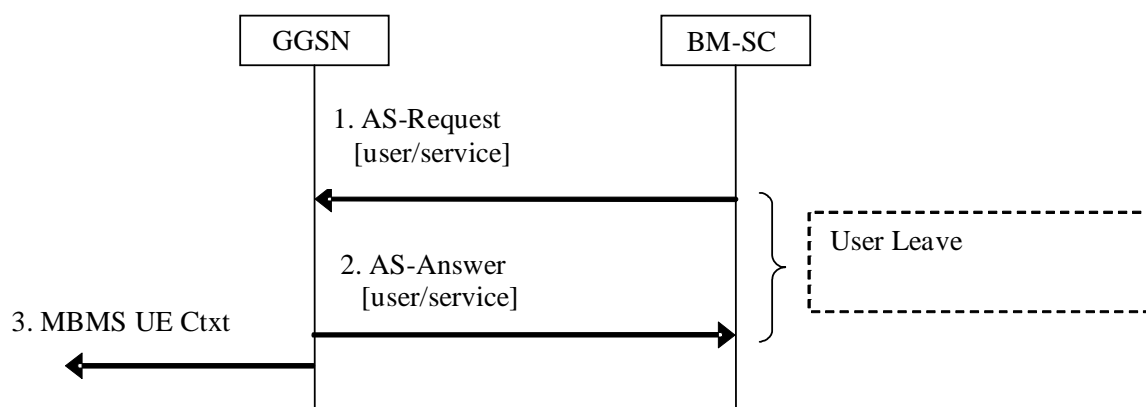 GGSN
BM-SC
1. AS-Request
[user/service]
User Leave
2. AS-Answer
[user/service]
3. MBMS UE Ctxt